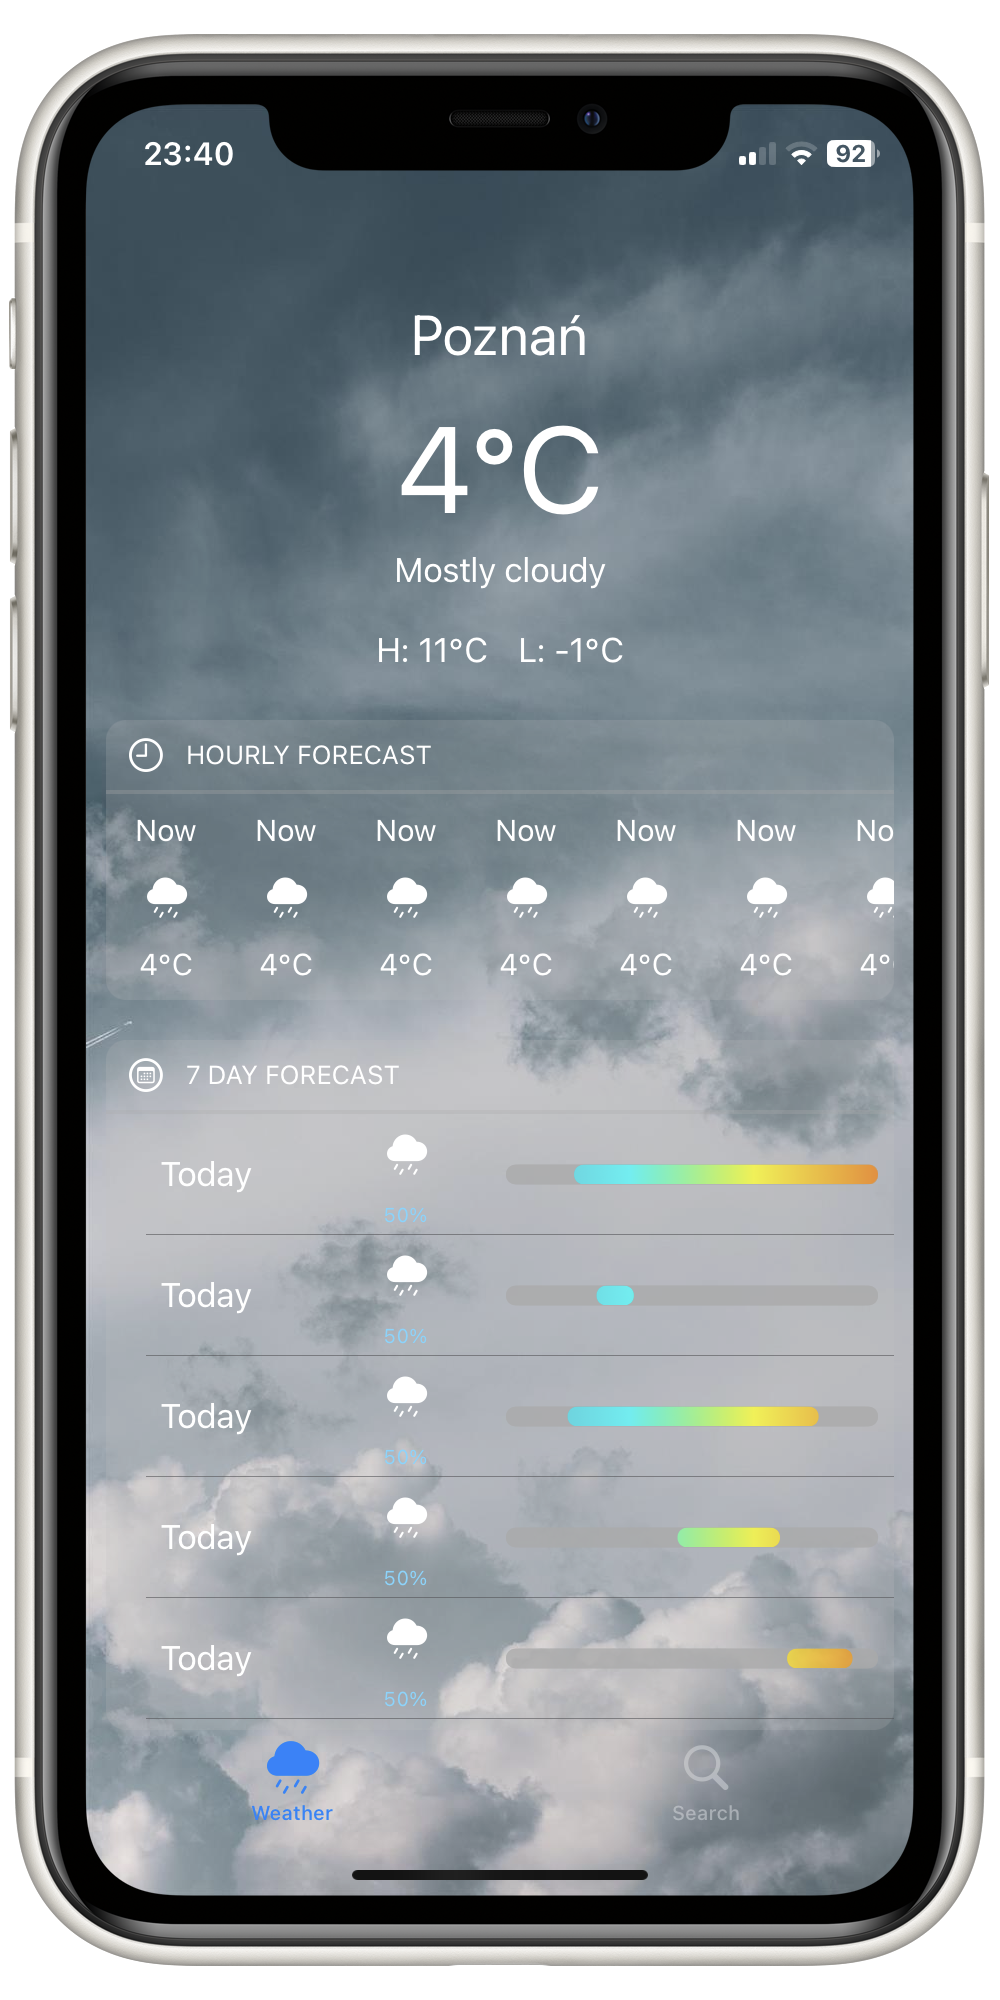 23:40 92
Poznań
4°C
Mostly cloudy
H: 11°C L: -1°C
HOURLY FORECAST
Now Now Now Now Now Now No
4°C 4°C 4°C 4°C 4°C 4°C 4°
7 DAY FORECAST
Today
50%
Today
50%
Today
50%
Today
50%
Today
50%
Weather Search